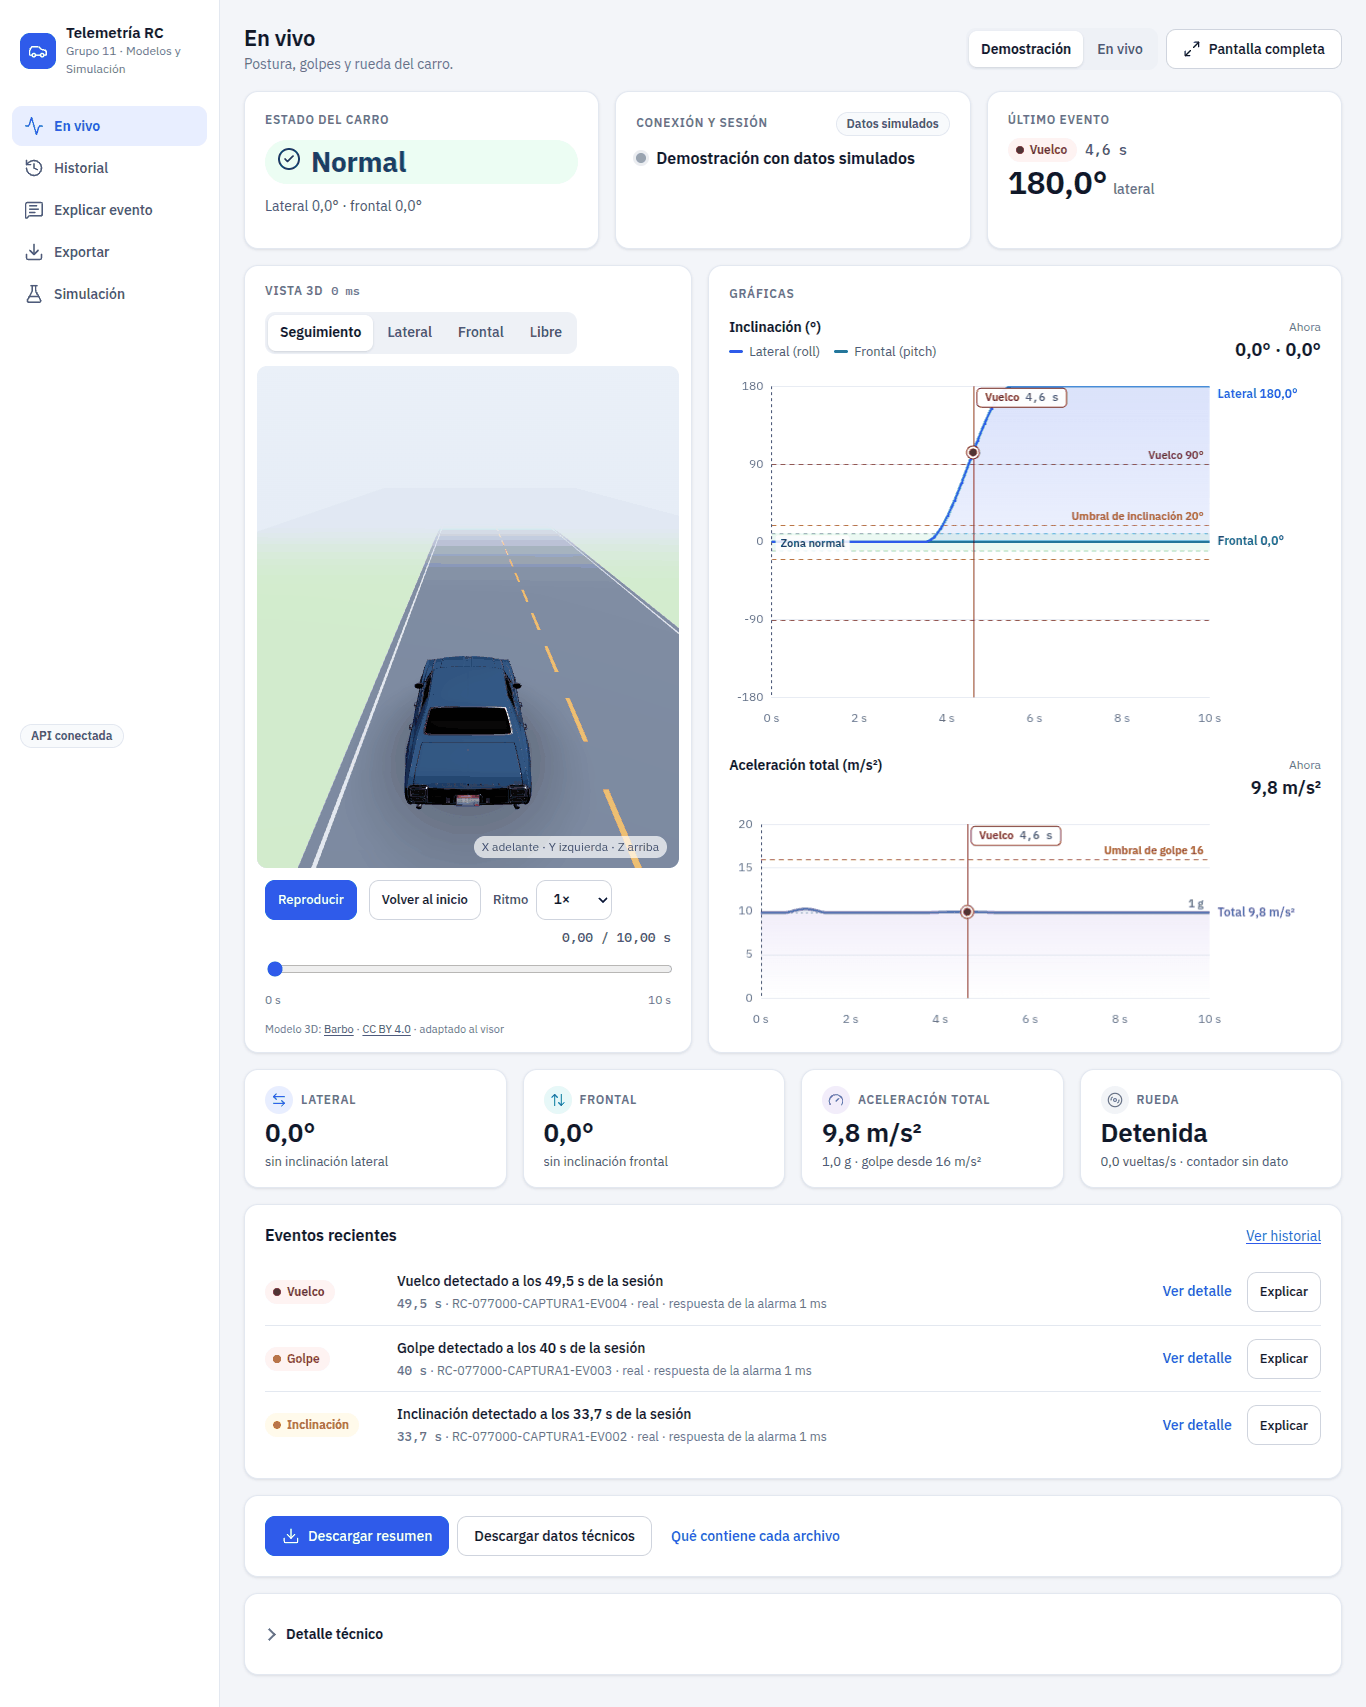 Telemetría RC
Grupo 11 · Modelos y
Simulación
En vivo
Historial
Explicar evento
Exportar
Simulación
API conectada
En vivo
Postura, golpes y rueda del carro.
Demostración
En vivo
Pantalla completa
ESTADO DEL CARRO
Normal
Lateral 0,0° · frontal 0,0°
CONEXIÓN Y SESIÓN
Datos simulados
Demostración con datos simulados
ÚLTIMO EVENTO
Vuelco 4,6 s
180,0° lateral
VISTA 3D 0 ms
Seguimiento
Lateral
Frontal
Libre
X adelante · Y izquierda · Z arriba
Reproducir
Volver al inicio
Ritmo
1×
0,00 / 10,00 s
0 s
10 s
Modelo 3D: Barbo · CC BY 4.0 · adaptado al visor
GRÁFICAS
Inclinación (°)
Ahora
Lateral (roll)
Frontal (pitch)
0,0° · 0,0°
180
Vuelco 4,6 s
Lateral 180,0°
90
Vuelco 90°
Umbral de inclinación 20°
0
Zona normal
Frontal 0,0°
-90
-180
0 s
2 s
4 s
6 s
8 s
10 s
Aceleración total (m/s²)
Ahora
9,8 m/s²
20
Vuelco 4,6 s
Umbral de golpe 16
15
10
1 g
Total 9,8 m/s²
5
0
0 s
2 s
4 s
6 s
8 s
10 s
LATERAL
0,0°
sin inclinación lateral
FRONTAL
0,0°
sin inclinación frontal
ACELERACIÓN TOTAL
9,8 m/s²
1,0 g · golpe desde 16 m/s²
RUEDA
Detenida
0,0 vueltas/s · contador sin dato
Eventos recientes
Ver historial
Vuelco
Vuelco detectado a los 49,5 s de la sesión
49,5 s · RC-077000-CAPTURA1-EV004 · real · respuesta de la alarma 1 ms
Ver detalle
Explicar
Golpe
Golpe detectado a los 40 s de la sesión
40 s · RC-077000-CAPTURA1-EV003 · real · respuesta de la alarma 1 ms
Ver detalle
Explicar
Inclinación
Inclinación detectado a los 33,7 s de la sesión
33,7 s · RC-077000-CAPTURA1-EV002 · real · respuesta de la alarma 1 ms
Ver detalle
Explicar
Descargar resumen
Descargar datos técnicos
Qué contiene cada archivo
Detalle técnico